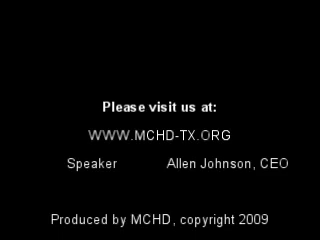 Please visit us at:
WWW.MCHD-TX.ORG
Speaker Allen Johnson, CEO
Produced by MCHD, copyright 2009